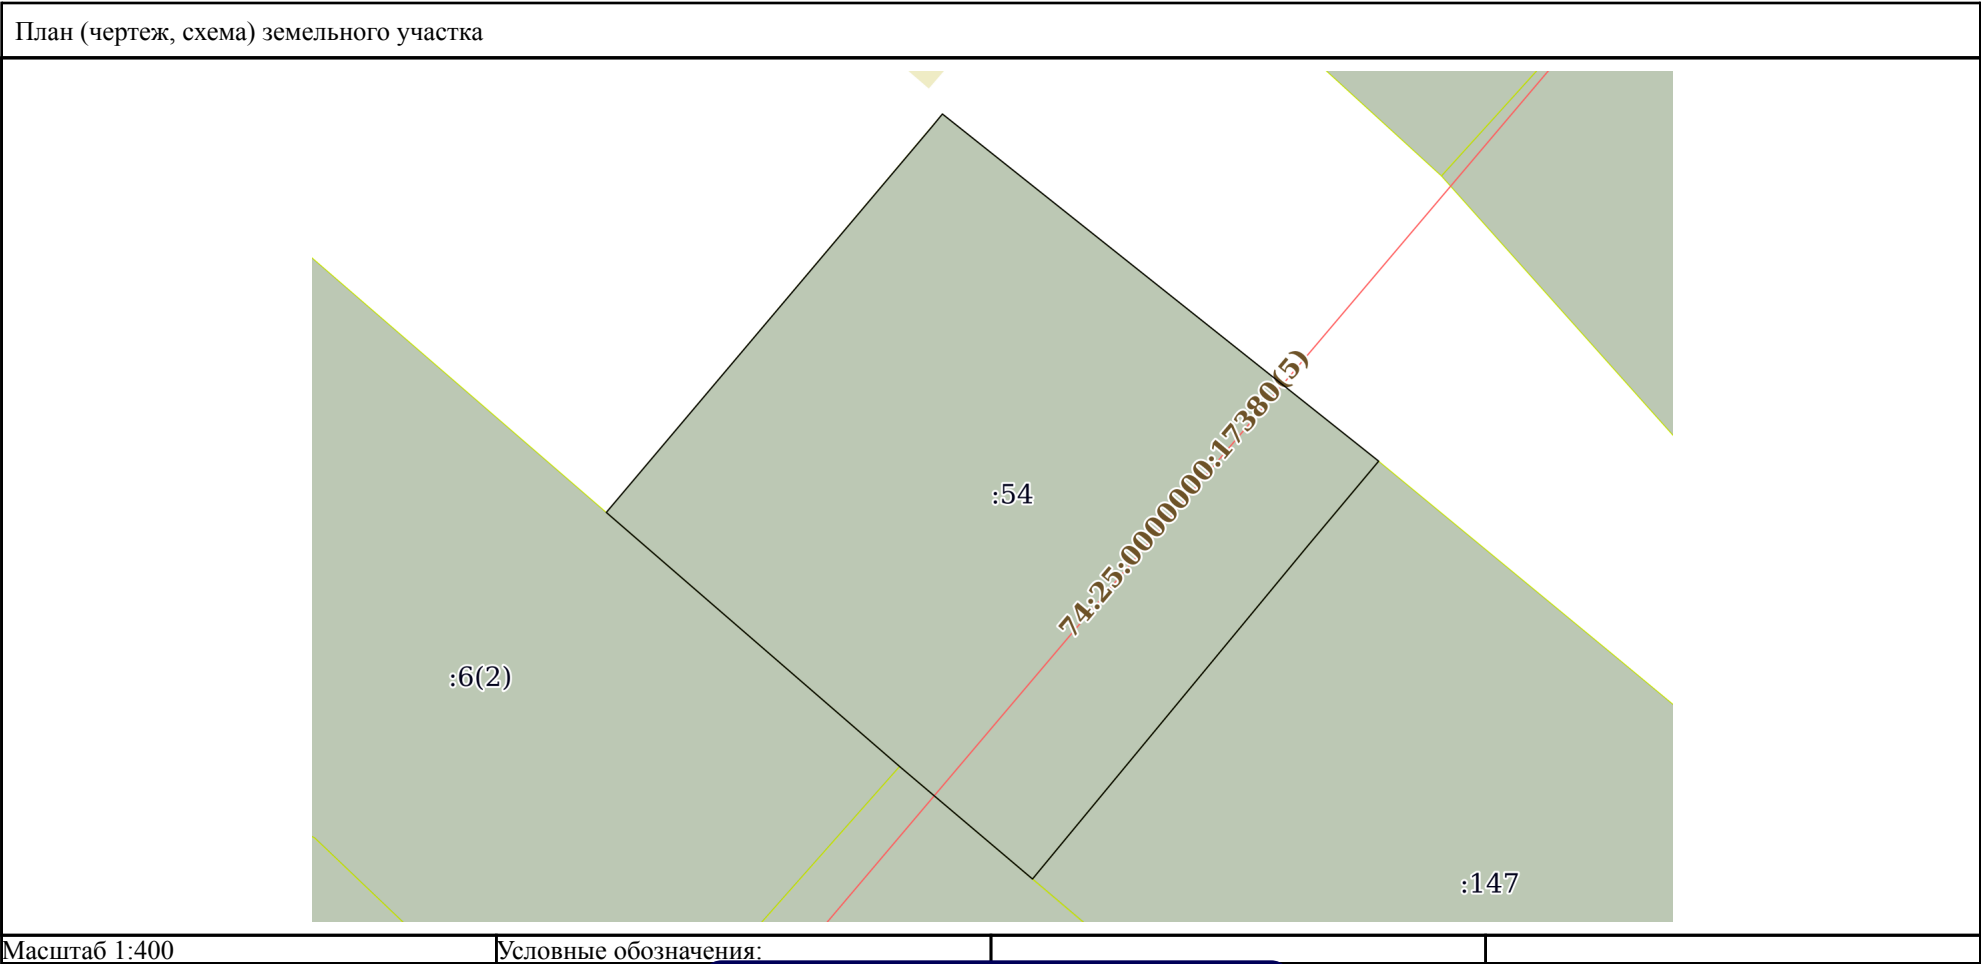 План (чертеж, схема) земельного участка
74:25:0000000:17380(5)
:54
:6(2)
:147
Масштаб 1:400
Условные обозначения: